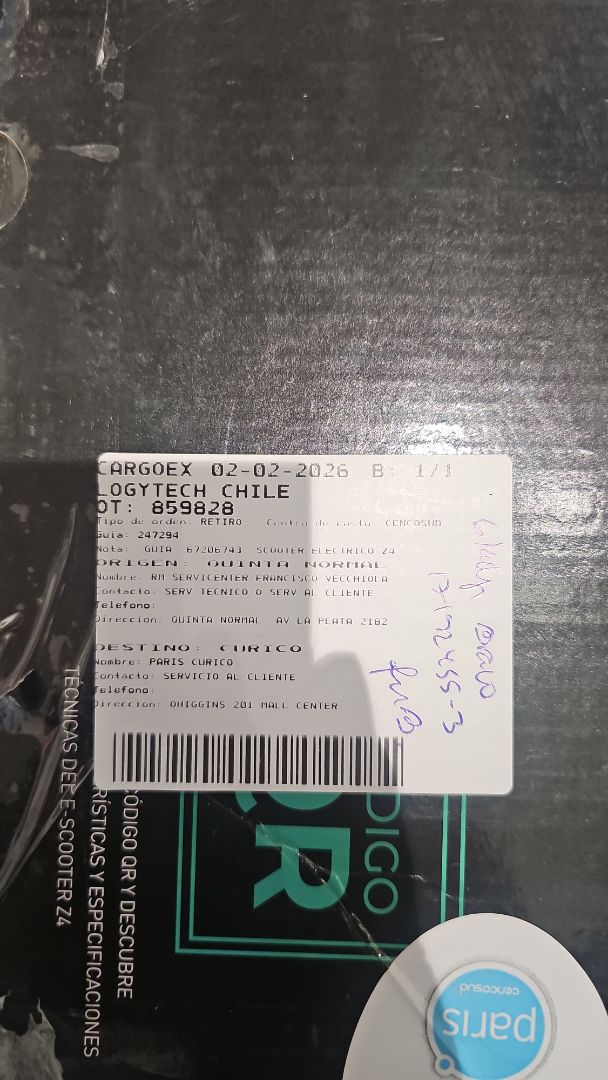 CARGOEX 02-02-2026 B: 1/1
LOGYTECH CHILE
OT: 859828
Tipo de orden: RETIRO Centro de costo: CENCOSUD
Guia: 247294
Nota: GUIA 67206743 SCOOTER ELECTRICO Z4
ORIGEN: QUINTA NORMAL
Nombre: RM SERVICENTER FRANCISCO VECCHIOLA
Contacto: SERV TECNICO O SERV AL CLIENTE
Telefono:
Direccion: QUINTA NORMAL AV LA PLATA 2182
DESTINO: CURICO
Nombre: PARIS CURICO
Contacto: SERVICIO AL CLIENTE
Telefono:
Direccion: OHIGGINS 201 MALL CENTER
DIGO
QR
CÓDIGO QR Y DESCUBRE
RÍSTICAS Y ESPECIFICACIONES
TÉCNICAS DEL E-SCOOTER Z4
paris
cencosud